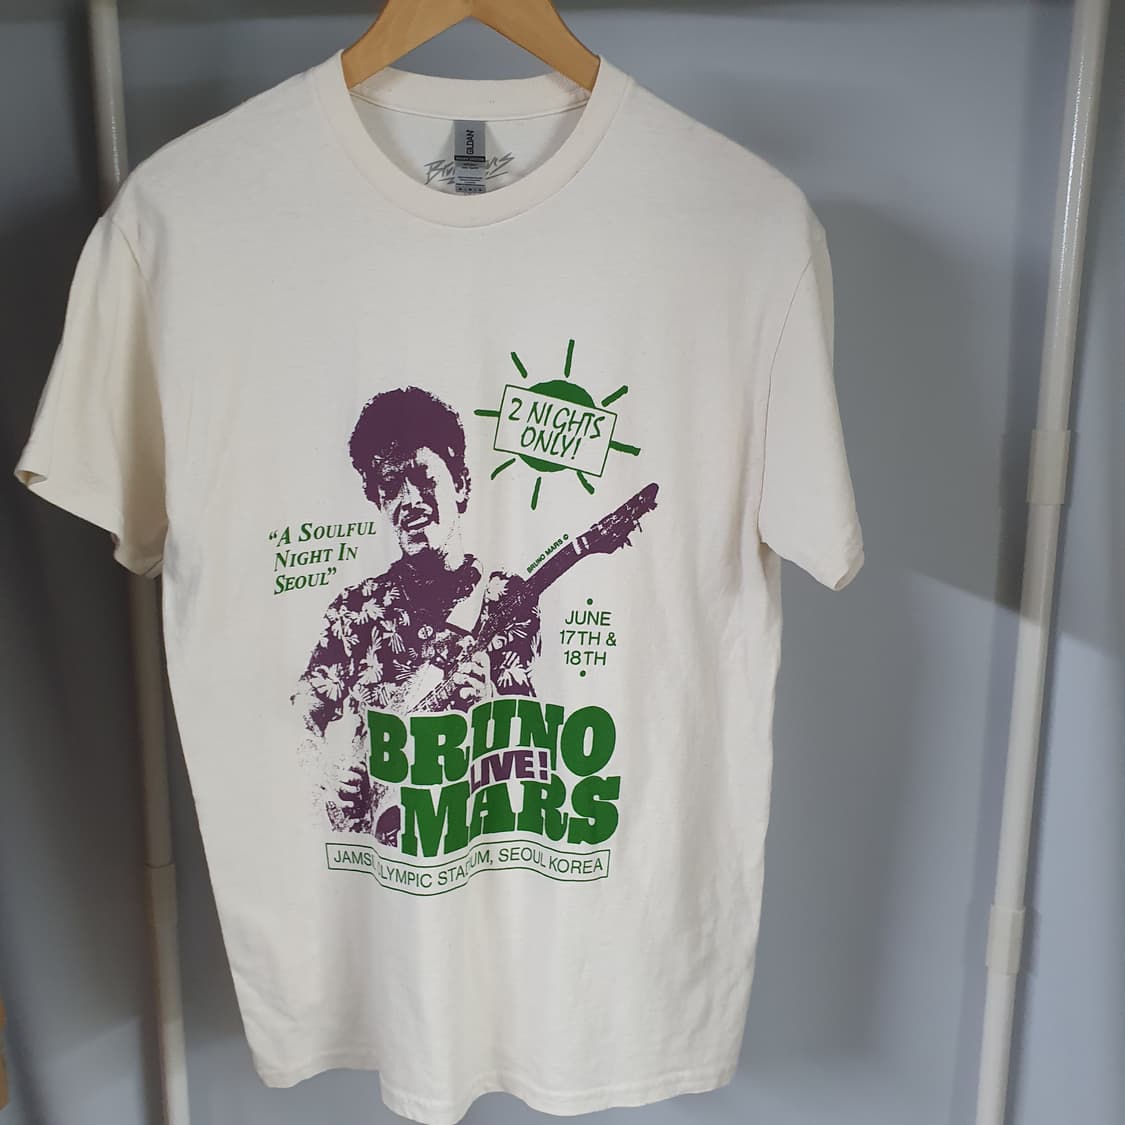 GILDAN
2 NIGHTS
ONLY!
"A SOULFUL
NIGHT IN
SEOUL"
BRUNO MARS ©
JUNE
17TH &
18TH
BRUNO
LIVE!
MARS
OLYMPIC STADIUM, SEOUL KOREA